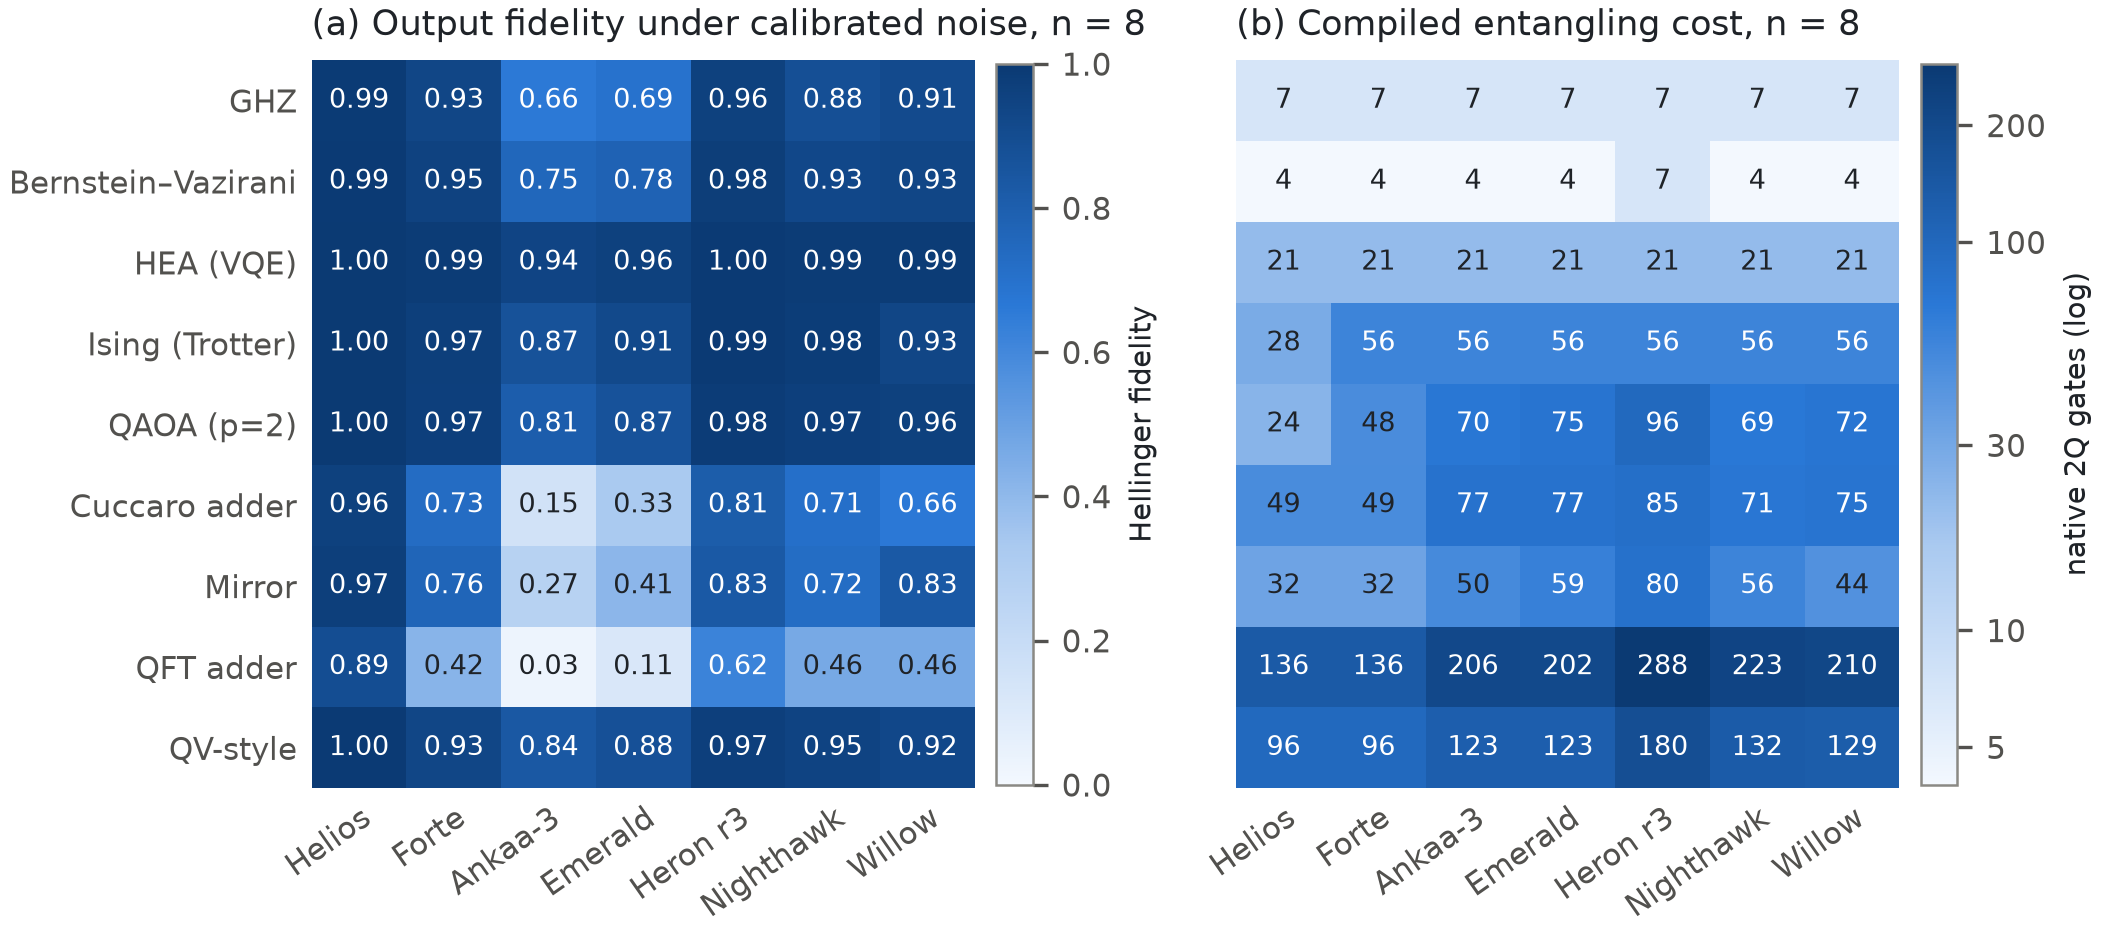 (a) Output fidelity under calibrated noise, n = 8
GHZ 0.99 0.93 0.66 0.69 0.96 0.88 0.91
Bernstein–Vazirani 0.99 0.95 0.75 0.78 0.98 0.93 0.93
HEA (VQE) 1.00 0.99 0.94 0.96 1.00 0.99 0.99
Ising (Trotter) 1.00 0.97 0.87 0.91 0.99 0.98 0.93
QAOA (p=2) 1.00 0.97 0.81 0.87 0.98 0.97 0.96
Cuccaro adder 0.96 0.73 0.15 0.33 0.81 0.71 0.66
Mirror 0.97 0.76 0.27 0.41 0.83 0.72 0.83
QFT adder 0.89 0.42 0.03 0.11 0.62 0.46 0.46
QV-style 1.00 0.93 0.84 0.88 0.97 0.95 0.92
Helios Forte Ankaa-3 Emerald Heron r3 Nighthawk Willow
1.0
0.8
0.6
0.4
0.2
0.0
Hellinger fidelity
(b) Compiled entangling cost, n = 8
7 7 7 7 7 7 7
4 4 4 4 7 4 4
21 21 21 21 21 21 21
28 56 56 56 56 56 56
24 48 70 75 96 69 72
49 49 77 77 85 71 75
32 32 50 59 80 56 44
136 136 206 202 288 223 210
96 96 123 123 180 132 129
Helios Forte Ankaa-3 Emerald Heron r3 Nighthawk Willow
200
100
30
10
5
native 2Q gates (log)